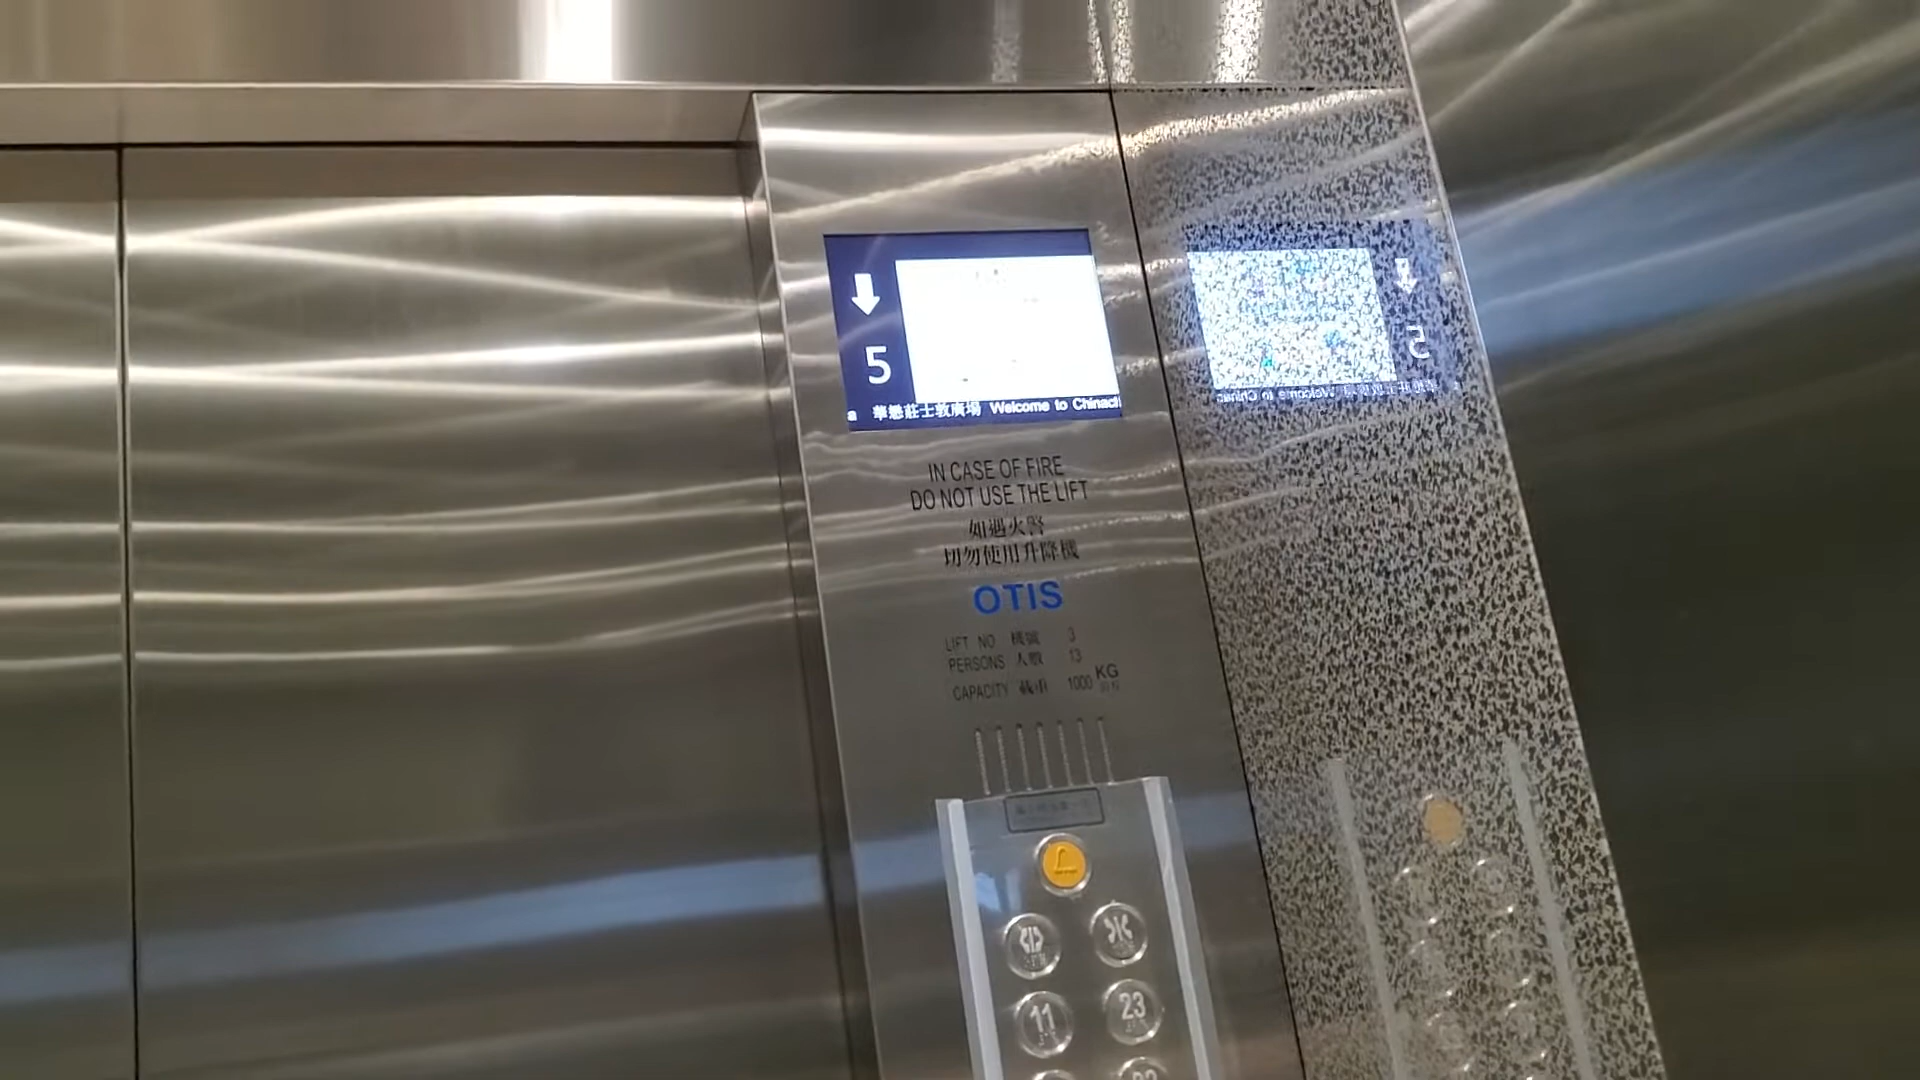 5
華懋莊士敦廣場 Welcome to Chinach
IN CASE OF FIRE
DO NOT USE THE LIFT
如遇火警
切勿使用升降機
OTIS
LIFT NO 機號 3
PERSONS 人數 13
CAPACITY 載重 1000 KG 公斤
11
23